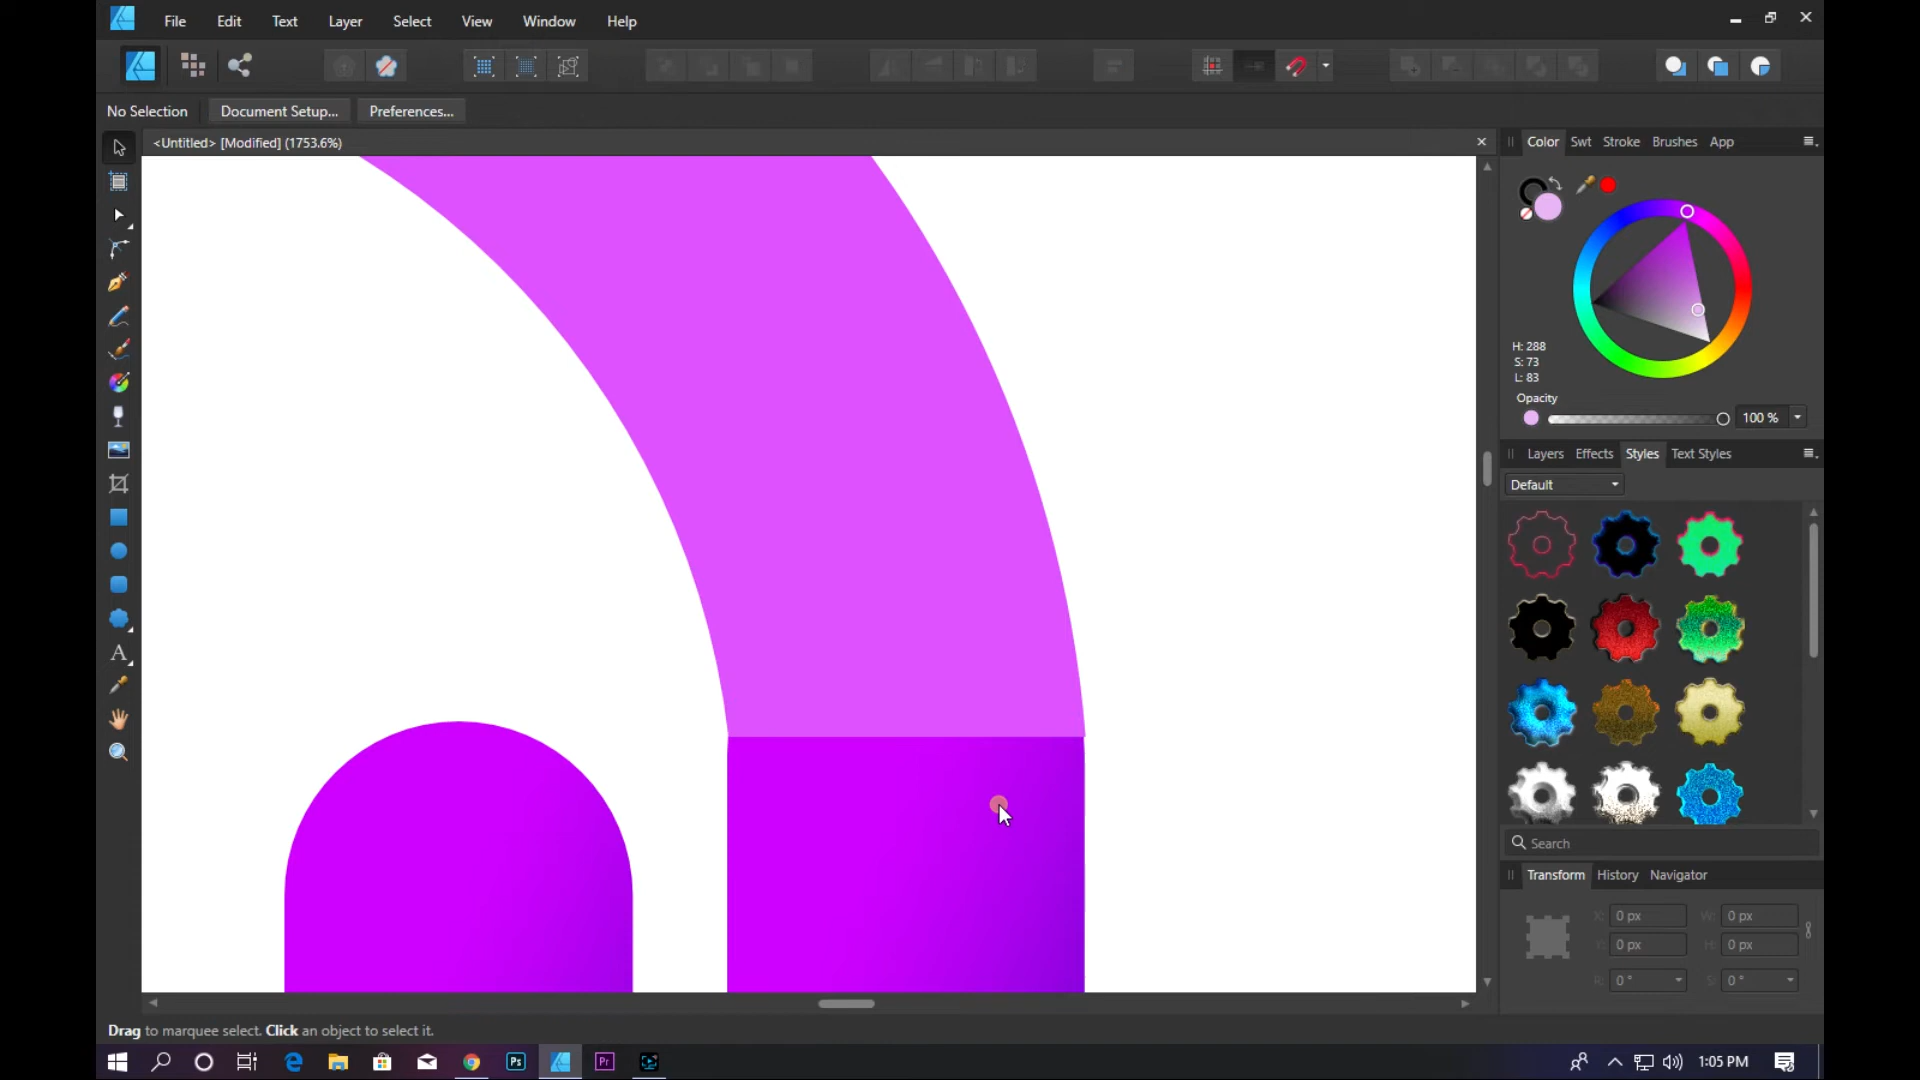 File Edit Text Layer Select View Window Help
No Selection Document Setup... Preferences...
<Untitled> [Modified] (1753.6%)
Color Swt Stroke Brushes App
H: 288
S: 73
L: 83
Opacity
100 %
Layers Effects Styles Text Styles
Default
Search
Transform History Navigator
X: 0 px W: 0 px
Y: 0 px H: 0 px
R: 0 ° S: 0 °
Drag to marquee select. Click an object to select it.
Ps Pr 1:05 PM